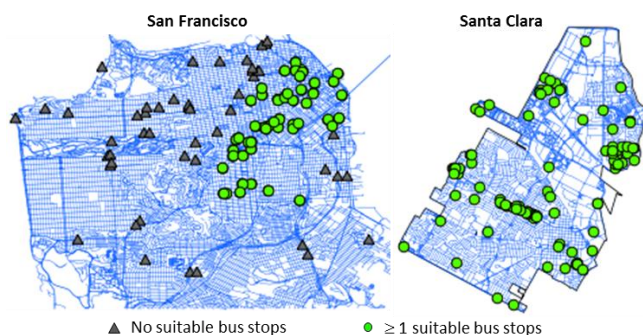 San Francisco
Santa Clara
No suitable bus stops
≥ 1 suitable bus stops